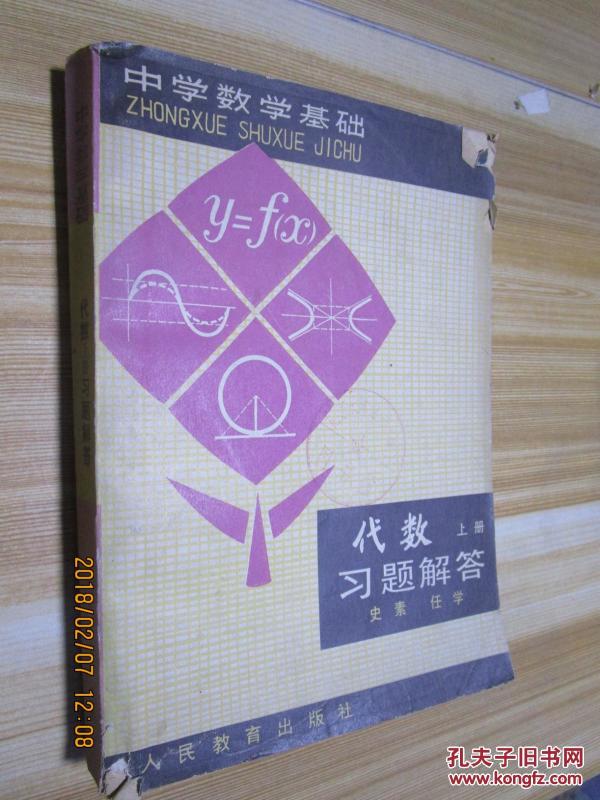 中学数学基础
ZHONGXUE SHUXUE JICHU
y=f(x)
代数 上册
习题解答
史素 任学
人民教育出版社
2018/02/07 12:08
孔夫子旧书网
www.kongfz.com